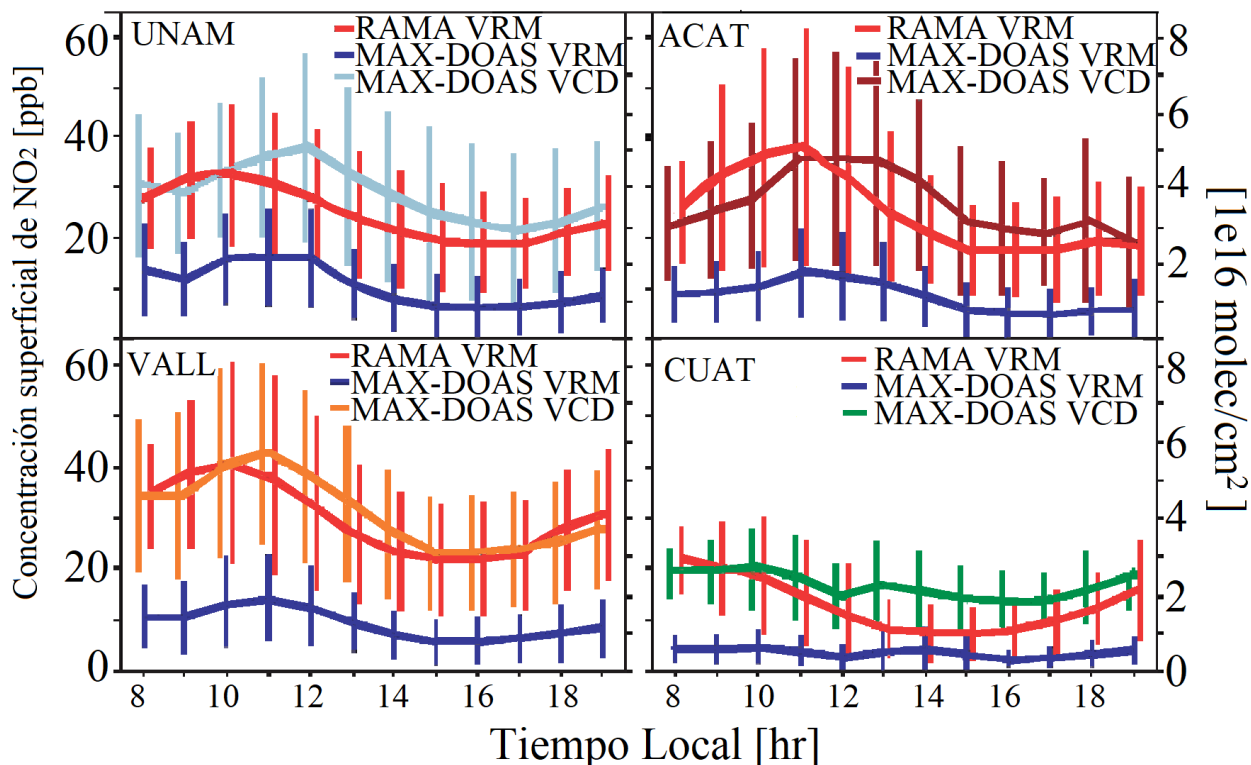 UNAM
RAMA VRM
MAX-DOAS VRM
MAX-DOAS VCD
ACAT
RAMA VRM
MAX-DOAS VRM
MAX-DOAS VCD
60
40
20
8
6
4
2
VALL
RAMA VRM
MAX-DOAS VRM
MAX-DOAS VCD
CUAT
RAMA VRM
MAX-DOAS VRM
MAX-DOAS VCD
60
40
20
0
8
6
4
2
0
8 10 12 14 16 18
8 10 12 14 16 18
Concentración superficial de NO2 [ppb]
[1e16 molec/cm2]
Tiempo Local [hr]